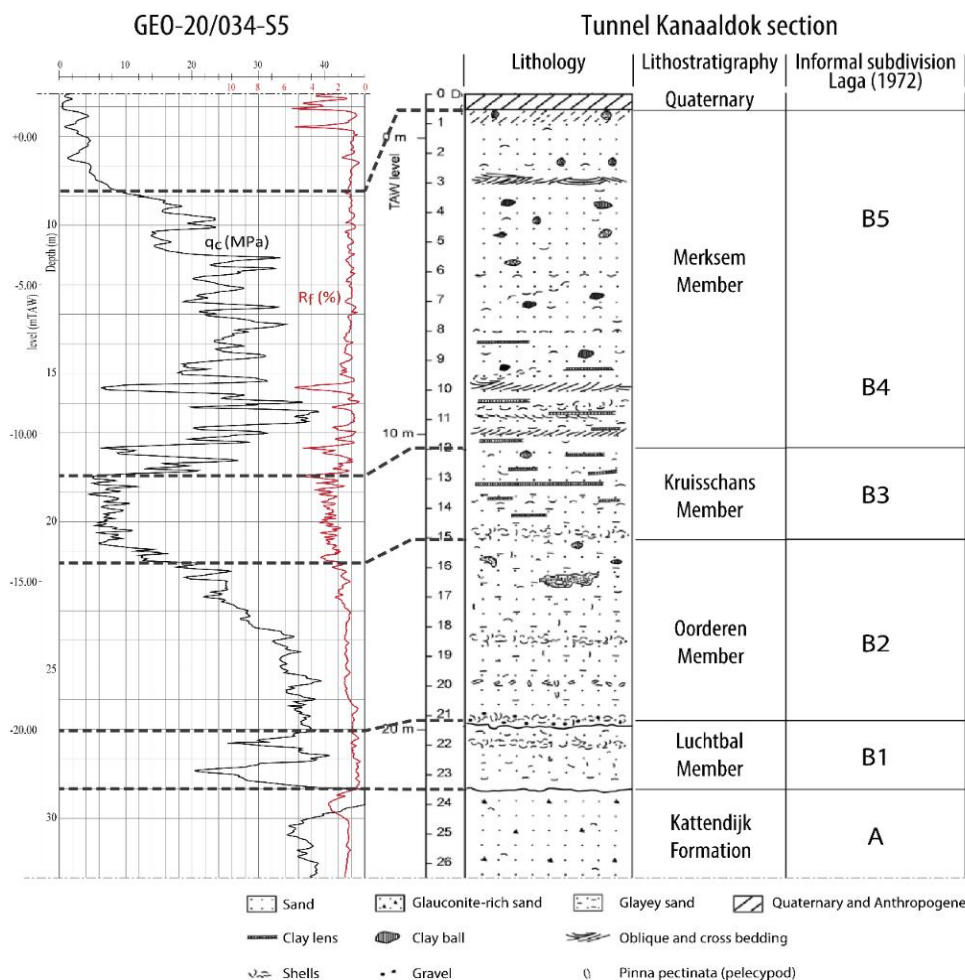 GEO-20/034-S5
Tunnel Kanaaldok section
Lithology
Lithostratigraphy
Informal subdivision
Laga (1972)
0 10 20 30 40
10 8 6 4 2 0
+0.00
10
-5.00
15
-10.00
20
-15.00
25
-20.00
30
Depth (m)
level (mTAW)
qc (MPa)
Rf (%)
TAW level
0 m
10 m
20 m
0 D
1
2
3
4
5
6
7
8
9
10
11
12
13
14
15
16
17
18
19
20
21
22
23
24
25
26
Quaternary
Merksem
Member
B5
B4
Kruisschans
Member
B3
Oorderen
Member
B2
Luchtbal
Member
B1
Kattendijk
Formation
A
Sand
Glauconite-rich sand
Glayey sand
Quaternary and Anthropogene
Clay lens
Clay ball
Oblique and cross bedding
Shells
Gravel
Pinna pectinata (pelecypod)